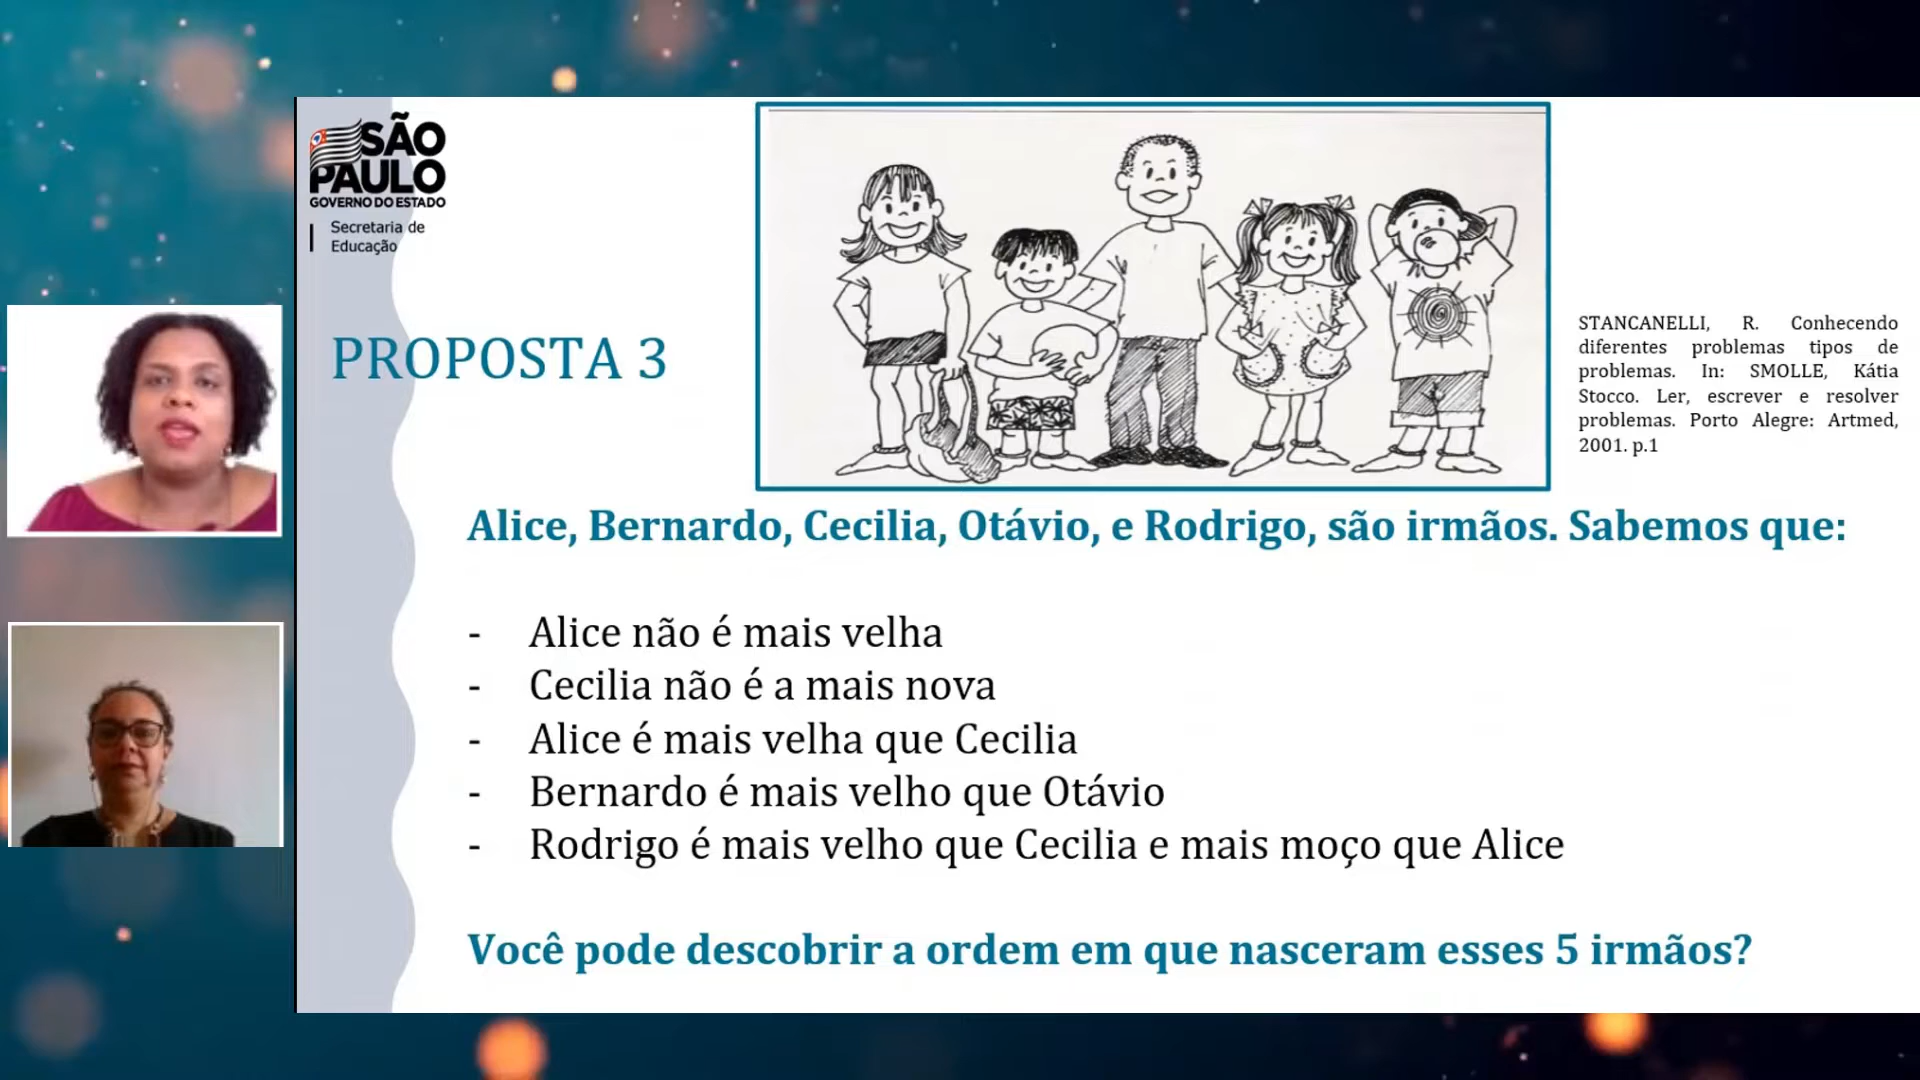 SÃO
PAULO
GOVERNO DO ESTADO
Secretaria de
Educação
PROPOSTA 3
STANCANELLI, R. Conhecendo
diferentes problemas tipos de
problemas. In: SMOLLE, Kátia
Stocco. Ler, escrever e resolver
problemas. Porto Alegre: Artmed,
2001. p.1
Alice, Bernardo, Cecilia, Otávio, e Rodrigo, são irmãos. Sabemos que:
- Alice não é mais velha
- Cecilia não é a mais nova
- Alice é mais velha que Cecilia
- Bernardo é mais velho que Otávio
- Rodrigo é mais velho que Cecilia e mais moço que Alice
Você pode descobrir a ordem em que nasceram esses 5 irmãos?